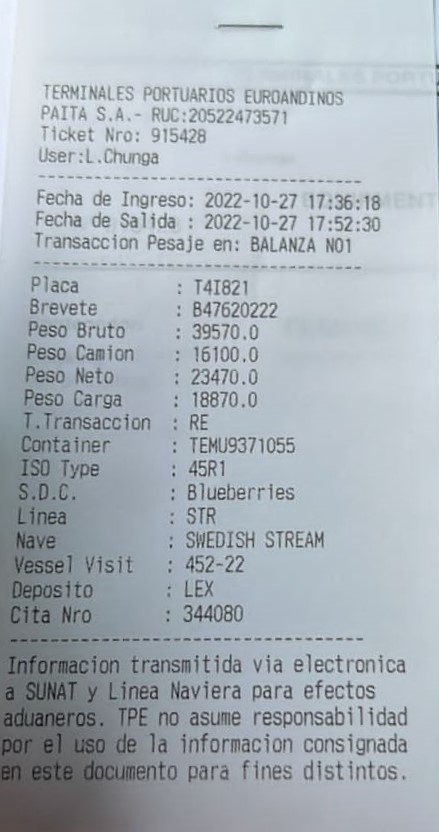 TERMINALES PORTUARIOS EUROANDINOS
PAITA S.A.- RUC:20522473571
Ticket Nro: 915428
User:L.Chunga
Fecha de Ingreso: 2022-10-27 17:36:18
Fecha de Salida : 2022-10-27 17:52:30
Transaccion Pesaje en: BALANZA NO1
Placa : T4I821
Brevete : B47620222
Peso Bruto : 39570.0
Peso Camion : 16100.0
Peso Neto : 23470.0
Peso Carga : 18870.0
T.Transaccion : RE
Container : TEMU9371055
ISO Type : 45R1
S.D.C. : Blueberries
Linea : STR
Nave : SWEDISH STREAM
Vessel Visit : 452-22
Deposito : LEX
Cita Nro : 344080
Informacion transmitida via electronica
a SUNAT y Linea Naviera para efectos
aduaneros. TPE no asume responsabilidad
por el uso de la informacion consignada
en este documento para fines distintos.